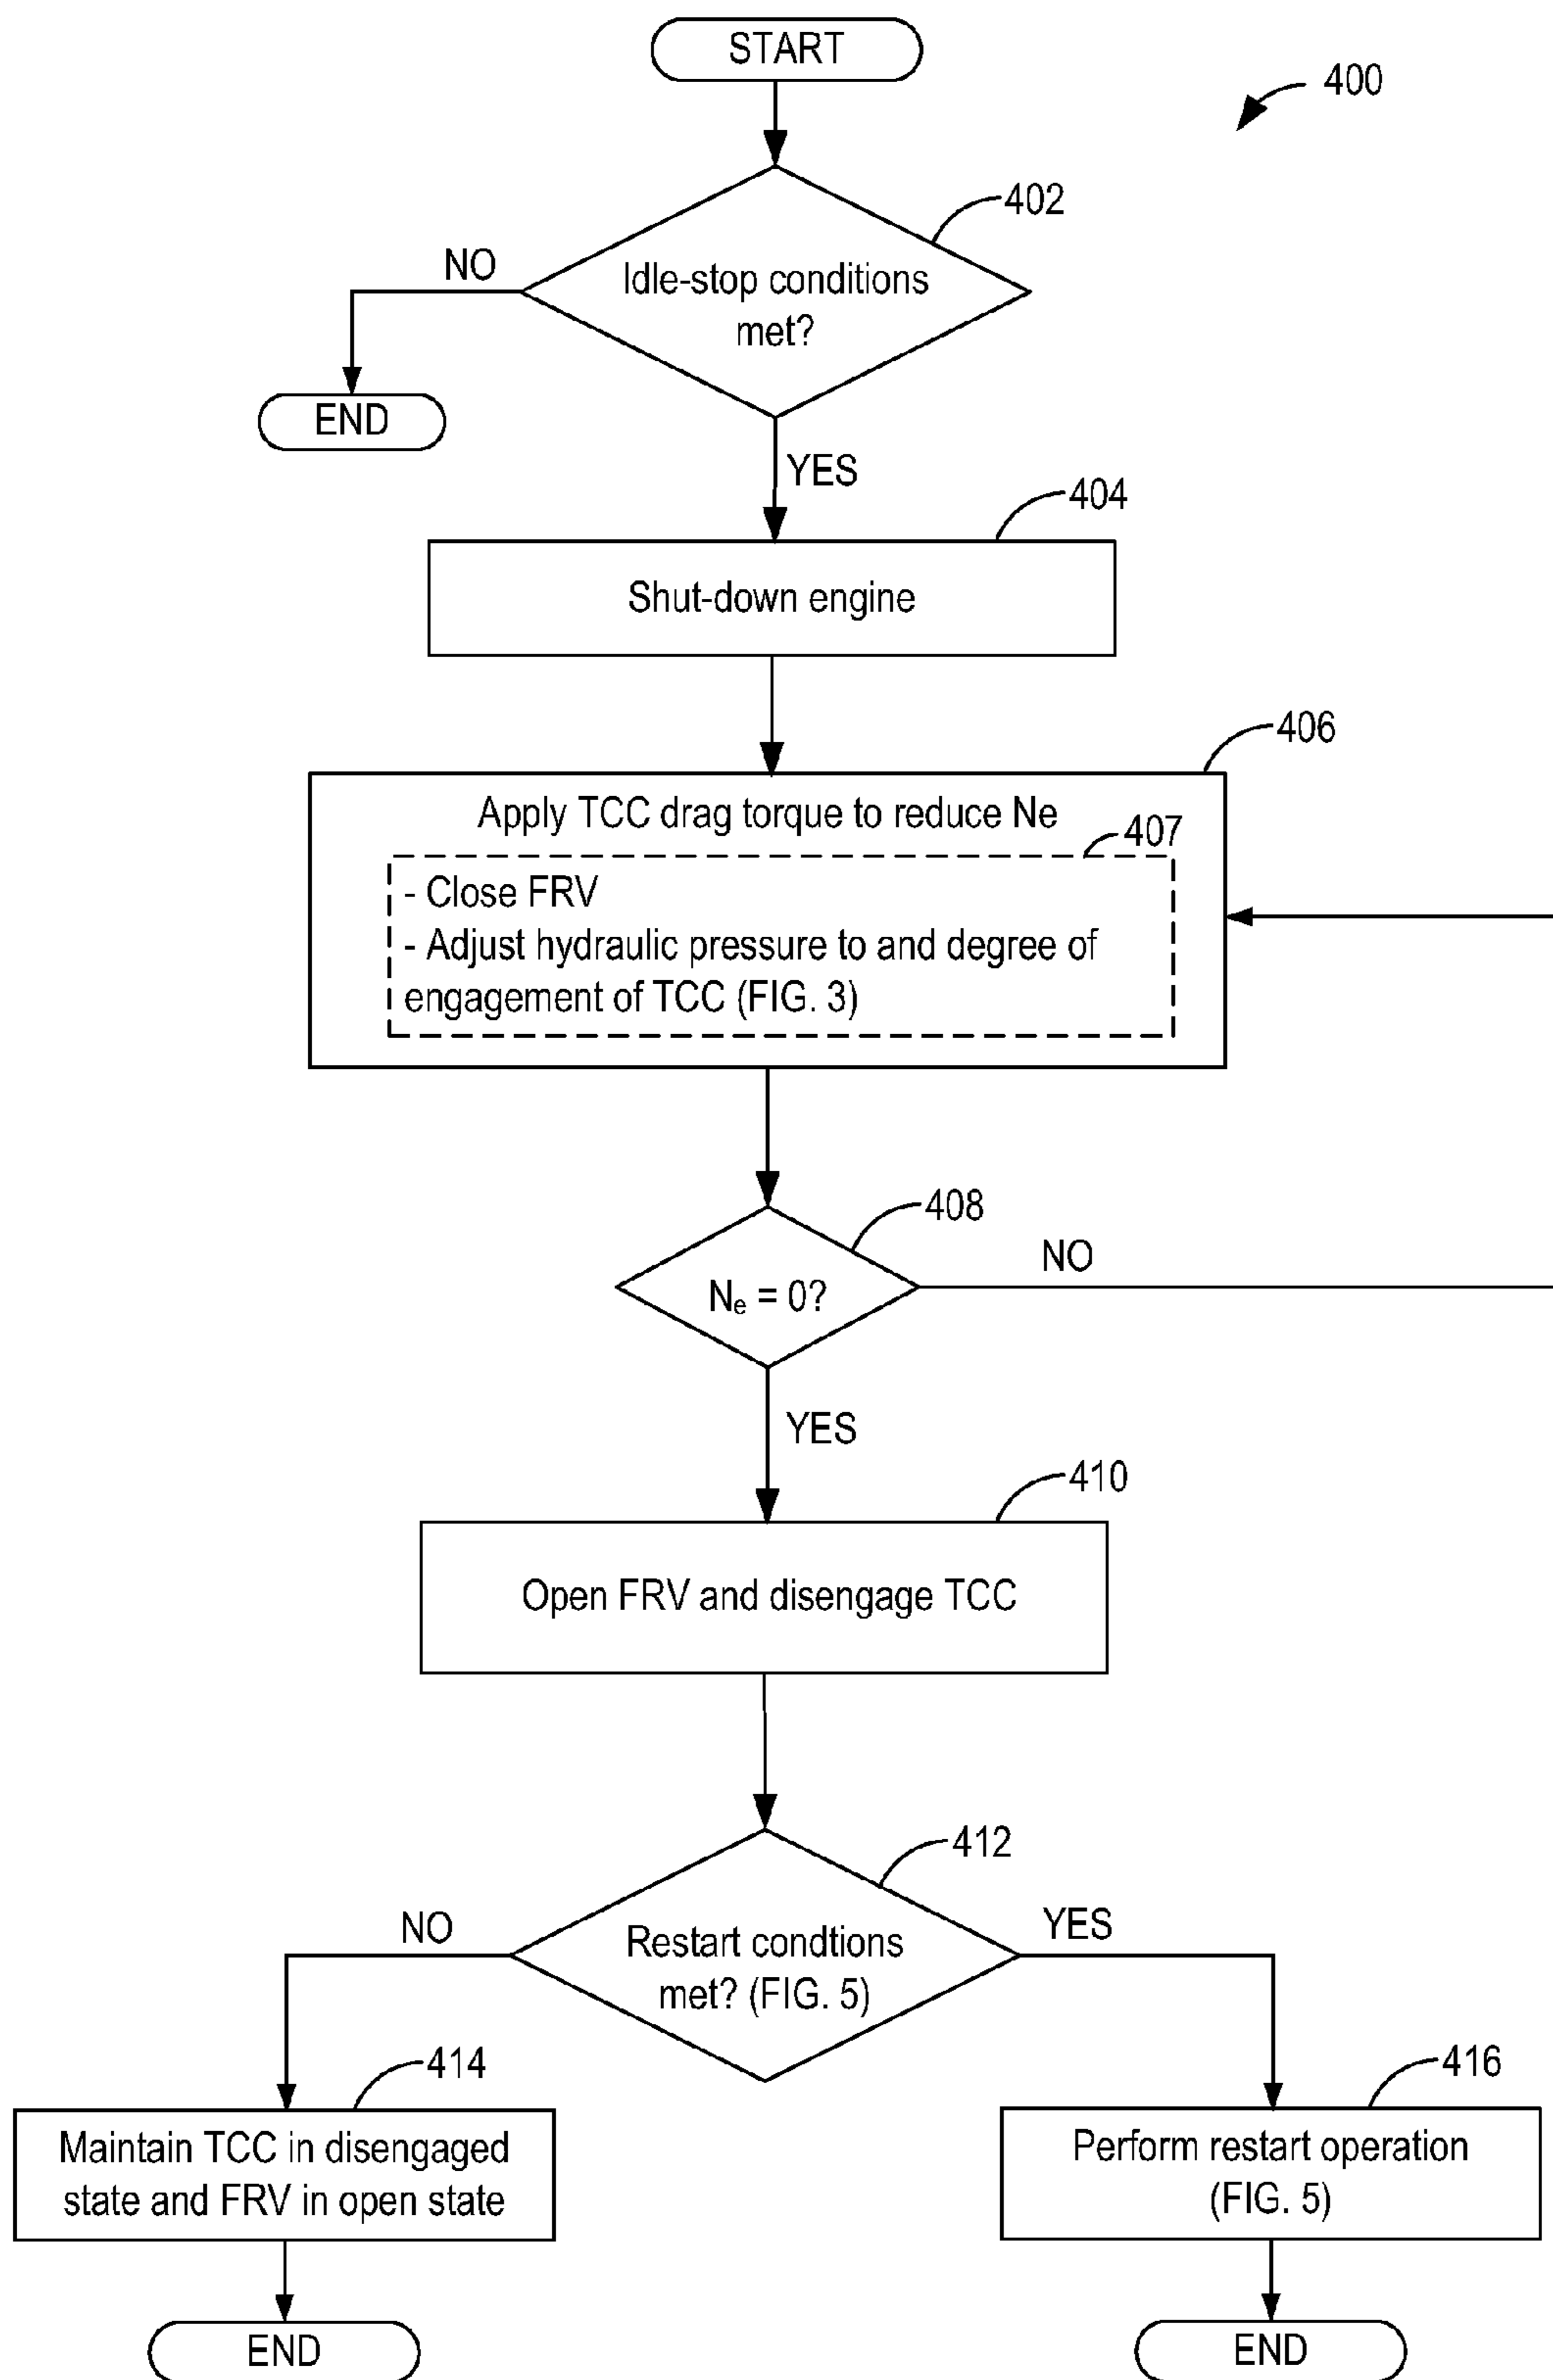 START
400
402
Idle-stop conditions
met?
NO
END
YES
404
Shut-down engine
406
Apply TCC drag torque to reduce Ne
407
- Close FRV
- Adjust hydraulic pressure to and degree of
engagement of TCC (FIG. 3)
408
Nₑ = 0?
NO
YES
410
Open FRV and disengage TCC
412
Restart condtions
met? (FIG. 5)
NO
YES
414
Maintain TCC in disengaged
state and FRV in open state
416
Perform restart operation
(FIG. 5)
END
END